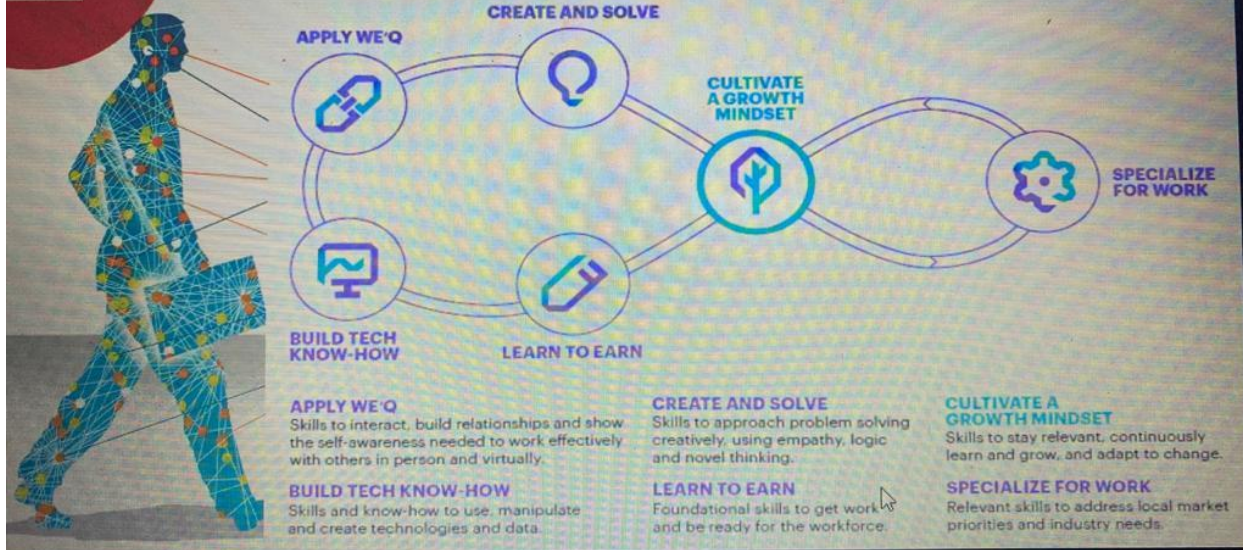 CREATE AND SOLVE
APPLY WE'Q
CULTIVATE
A GROWTH
MINDSET
SPECIALIZE
FOR WORK
BUILD TECH
KNOW-HOW
LEARN TO EARN
APPLY WE'Q
Skills to interact, build relationships and show
the self-awareness needed to work effectively
with others in person and virtually.
CREATE AND SOLVE
Skills to approach problem solving
creatively, using empathy, logic
and novel thinking.
CULTIVATE A
GROWTH MINDSET
Skills to stay relevant, continuously
learn and grow, and adapt to change.
BUILD TECH KNOW-HOW
Skills and know-how to use, manipulate
and create technologies and data.
LEARN TO EARN
Foundational skills to get work
and be ready for the workforce.
SPECIALIZE FOR WORK
Relevant skills to address local market
priorities and industry needs.